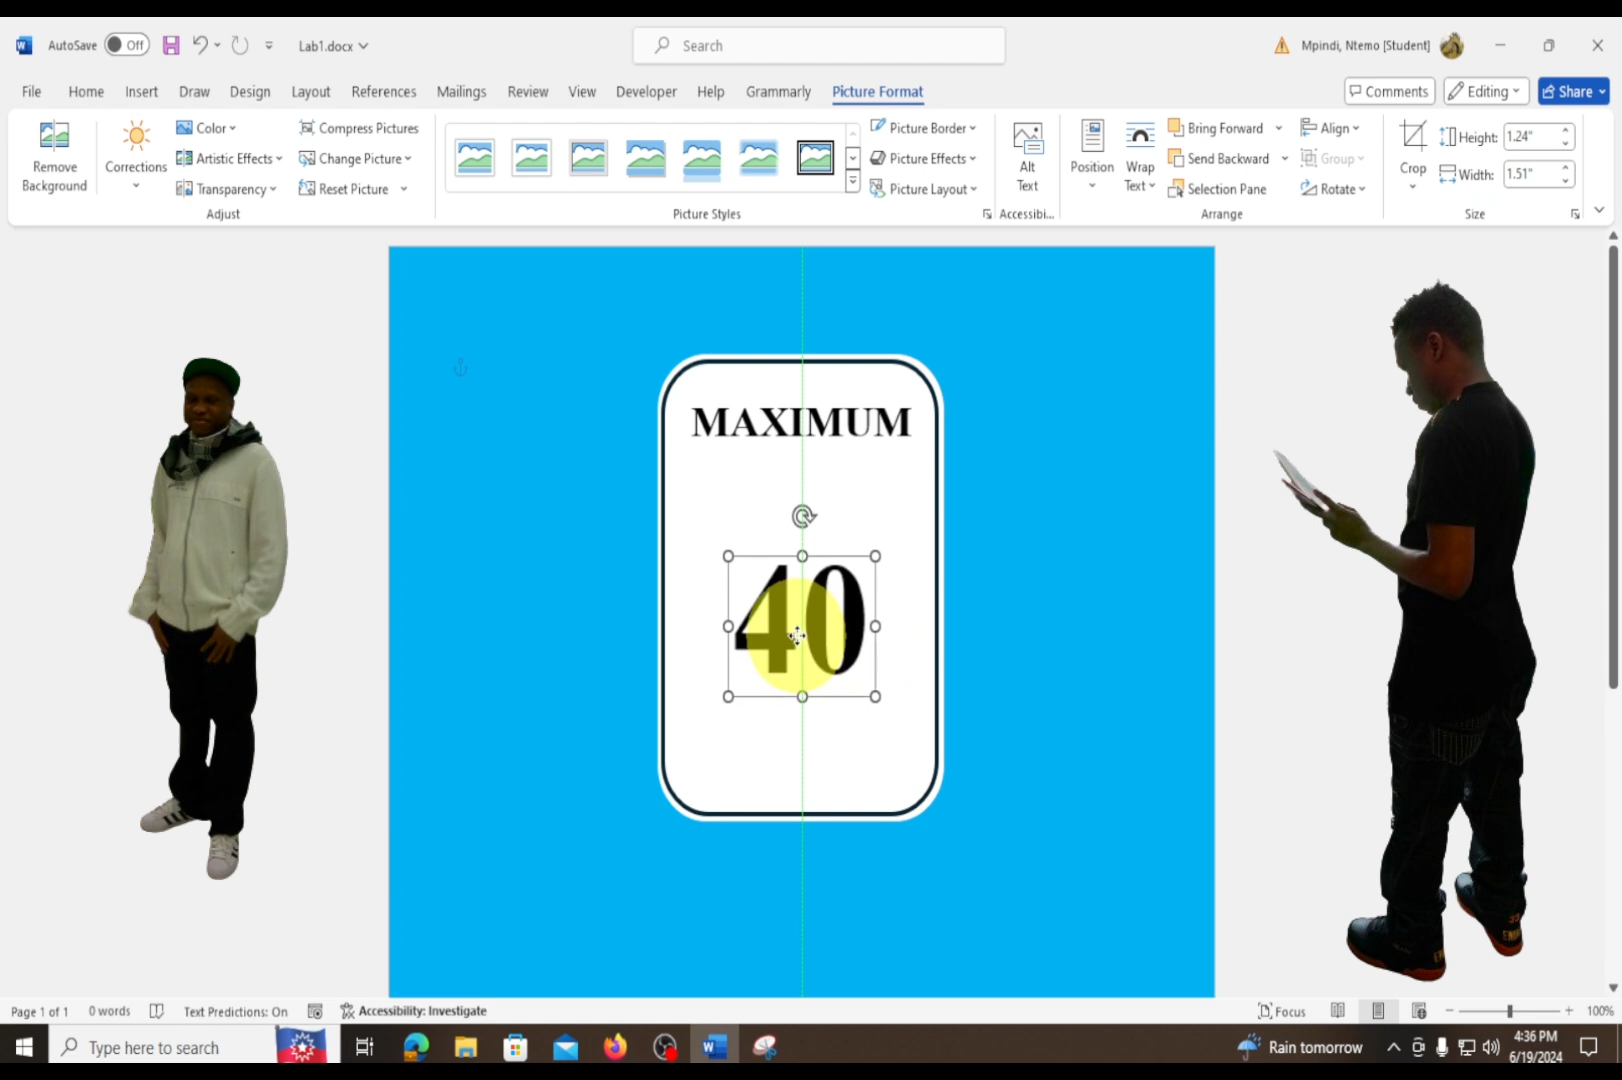 AutoSave Off Lab1.docx Search Mpindi, Ntemo [Student]
File Home Insert Draw Design Layout References Mailings Review View Developer Help Grammarly Picture Format Comments Editing Share
Remove Background
Corrections
Color
Artistic Effects
Transparency
Compress Pictures
Change Picture
Reset Picture
Adjust
Picture Styles
Picture Border
Picture Effects
Picture Layout
Alt Text
Accessibi...
Position
Wrap Text
Bring Forward
Send Backward
Selection Pane
Align
Group
Rotate
Arrange
Crop
Height: 1.24"
Width: 1.51"
Size
MAXIMUM
40
Page 1 of 1 0 words Text Predictions: On Accessibility: Investigate Focus 100%
Type here to search Rain tomorrow 4:36 PM
6/19/2024